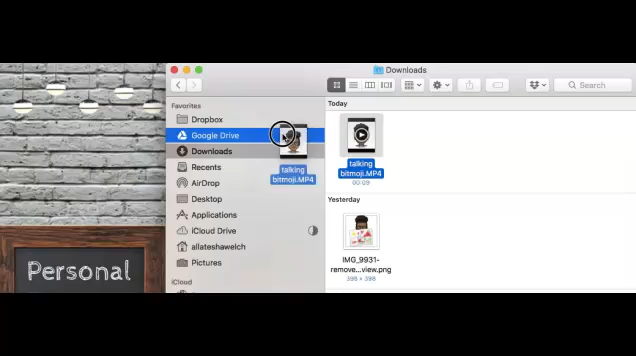 Downloads
Search
Favorites
Dropbox
Google Drive
Downloads
Recents
AirDrop
Desktop
Applications
iCloud Drive
allateshawelch
Pictures
iCloud
talking
bitmoji.MP4
Today
talking
bitmoji.MP4
00:09
Yesterday
IMG_9931-
remove...view.png
396 × 398
Personal